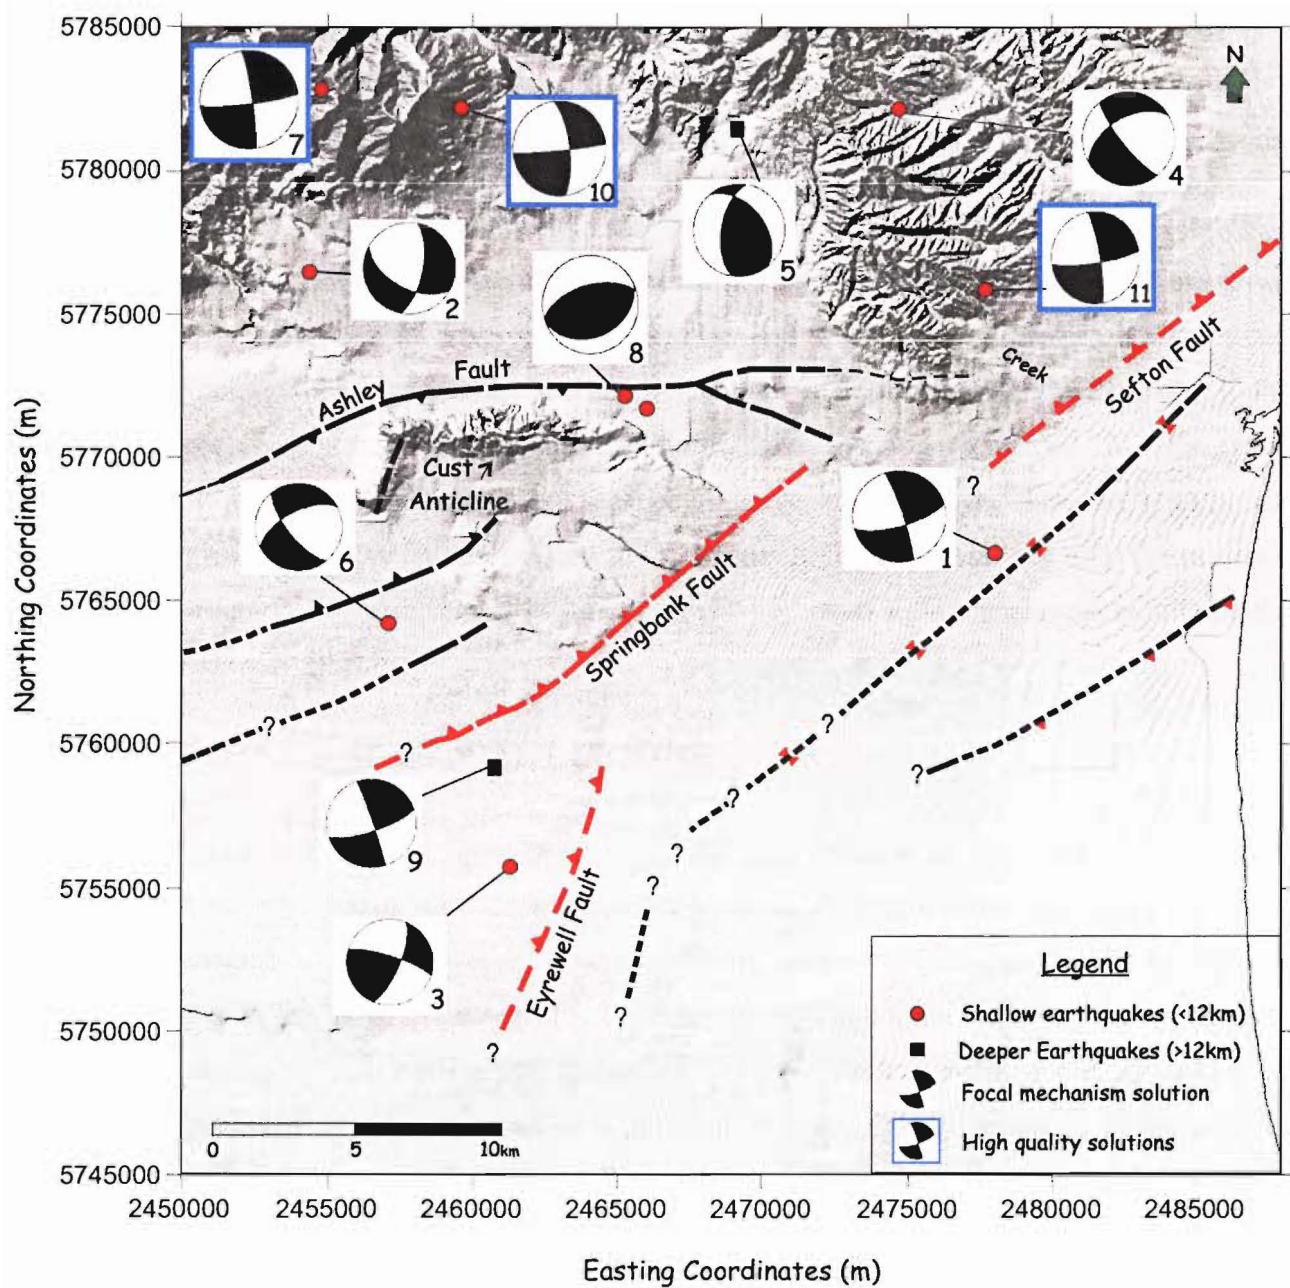 5785000
5780000
5775000
5770000
5765000
5760000
5755000
5750000
5745000
Northing Coordinates (m)
N
7
10
5
4
2
8
11
Ashley Fault
Creek
Sefton Fault
Cust
Anticline
?
6
1
Springbank Fault
?
?
?
?
?
9
?
?
Eyrewell Fault
3
?
?
Legend
Shallow earthquakes (<12km)
Deeper Earthquakes (>12km)
Focal mechanism solution
High quality solutions
0 5 10km
2450000 2455000 2460000 2465000 2470000 2475000 2480000 2485000
Easting Coordinates (m)